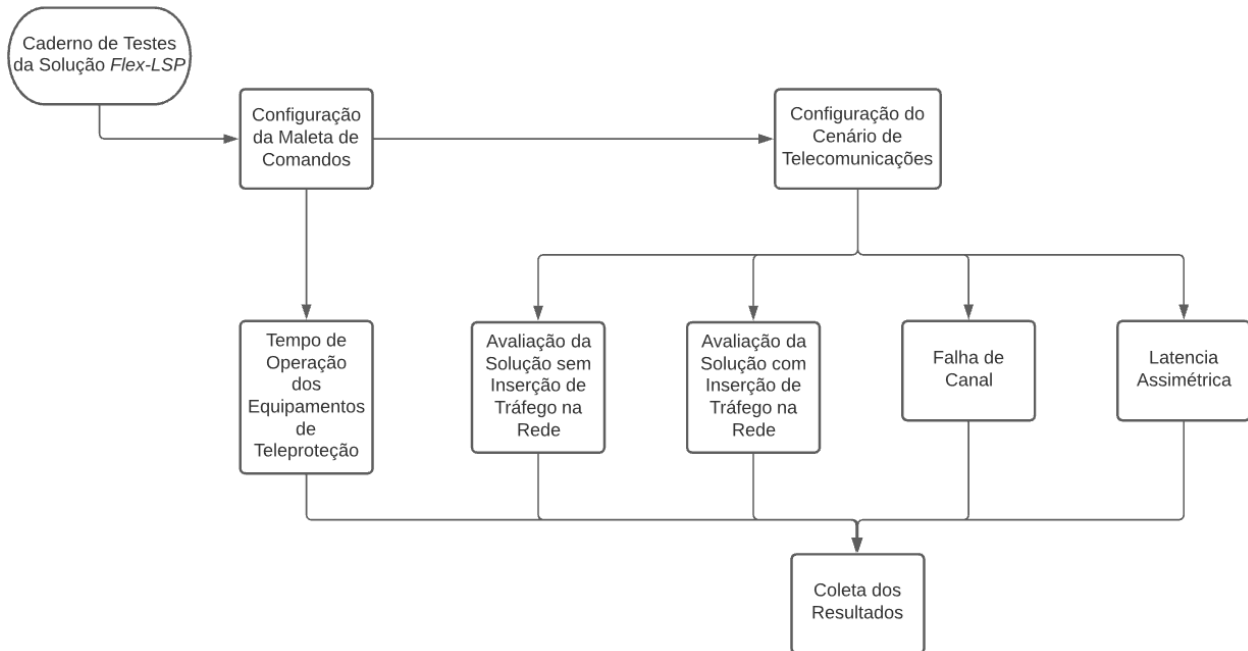 Caderno de Testes
da Solução Flex-LSP
Configuração
da Maleta de
Comandos
Configuração do
Cenário de
Telecomunicações
Tempo de
Operação
dos
Equipamentos
de
Teleproteção
Avaliação da
Solução sem
Inserção de
Tráfego na
Rede
Avaliação da
Solução com
Inserção de
Tráfego na
Rede
Falha de
Canal
Latencia
Assimétrica
Coleta dos
Resultados